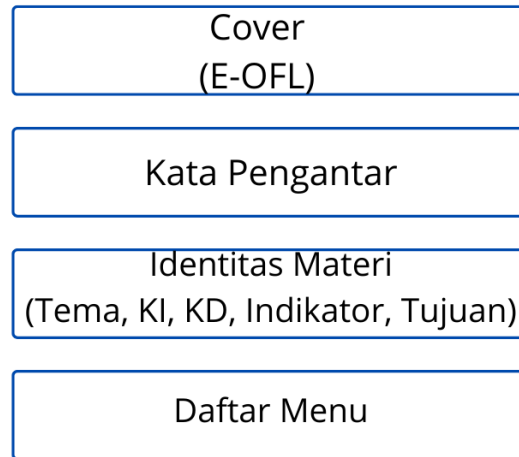 Cover
(E-OFL)
Kata Pengantar
Identitas Materi
(Tema, KI, KD, Indikator, Tujuan)
Daftar Menu